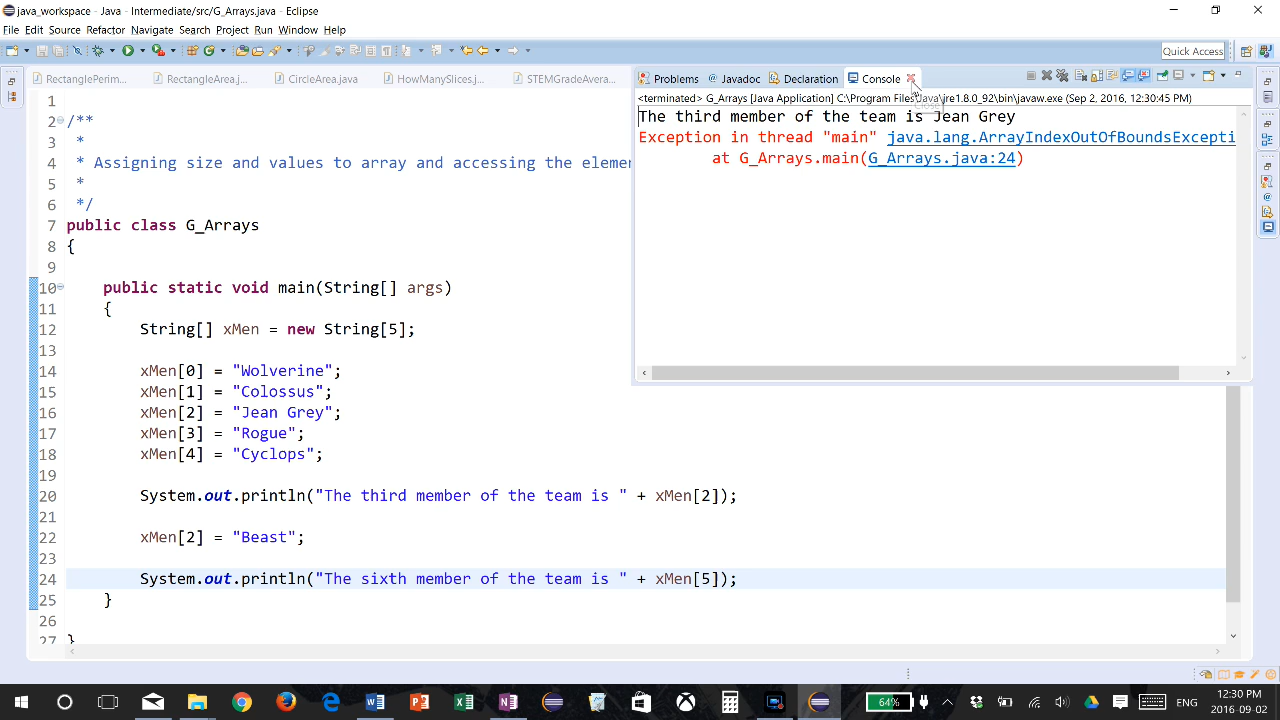 java_workspace - Java - Intermediate/src/G_Arrays.java - Eclipse
File Edit Source Refactor Navigate Search Project Run Window Help
Quick Access
RectanglePerim...
RectangleArea.j...
CircleArea.java
HowManySlices.j...
STEMGradeAvera...
Problems
Javadoc
Declaration
Console
<terminated> G_Arrays [Java Application] C:\Program Files\Java\jre1.8.0_92\bin\javaw.exe (Sep 2, 2016, 12:30:45 PM)
Close
The third member of the team is Jean Grey
Exception in thread "main" java.lang.ArrayIndexOutOfBoundsExcepti
at G_Arrays.main(G_Arrays.java:24)
1
2 /**
3 *
4 * Assigning size and values to array and accessing the eleme
5 *
6 */
7 public class G_Arrays
8 {
9
10 public static void main(String[] args)
11 {
12 String[] xMen = new String[5];
13
14 xMen[0] = "Wolverine";
15 xMen[1] = "Colossus";
16 xMen[2] = "Jean Grey";
17 xMen[3] = "Rogue";
18 xMen[4] = "Cyclops";
19
20 System.out.println("The third member of the team is " + xMen[2]);
21
22 xMen[2] = "Beast";
23
24 System.out.println("The sixth member of the team is " + xMen[5]);
25 }
26
27 }
64%
ENG
12:30 PM
2016-09-02